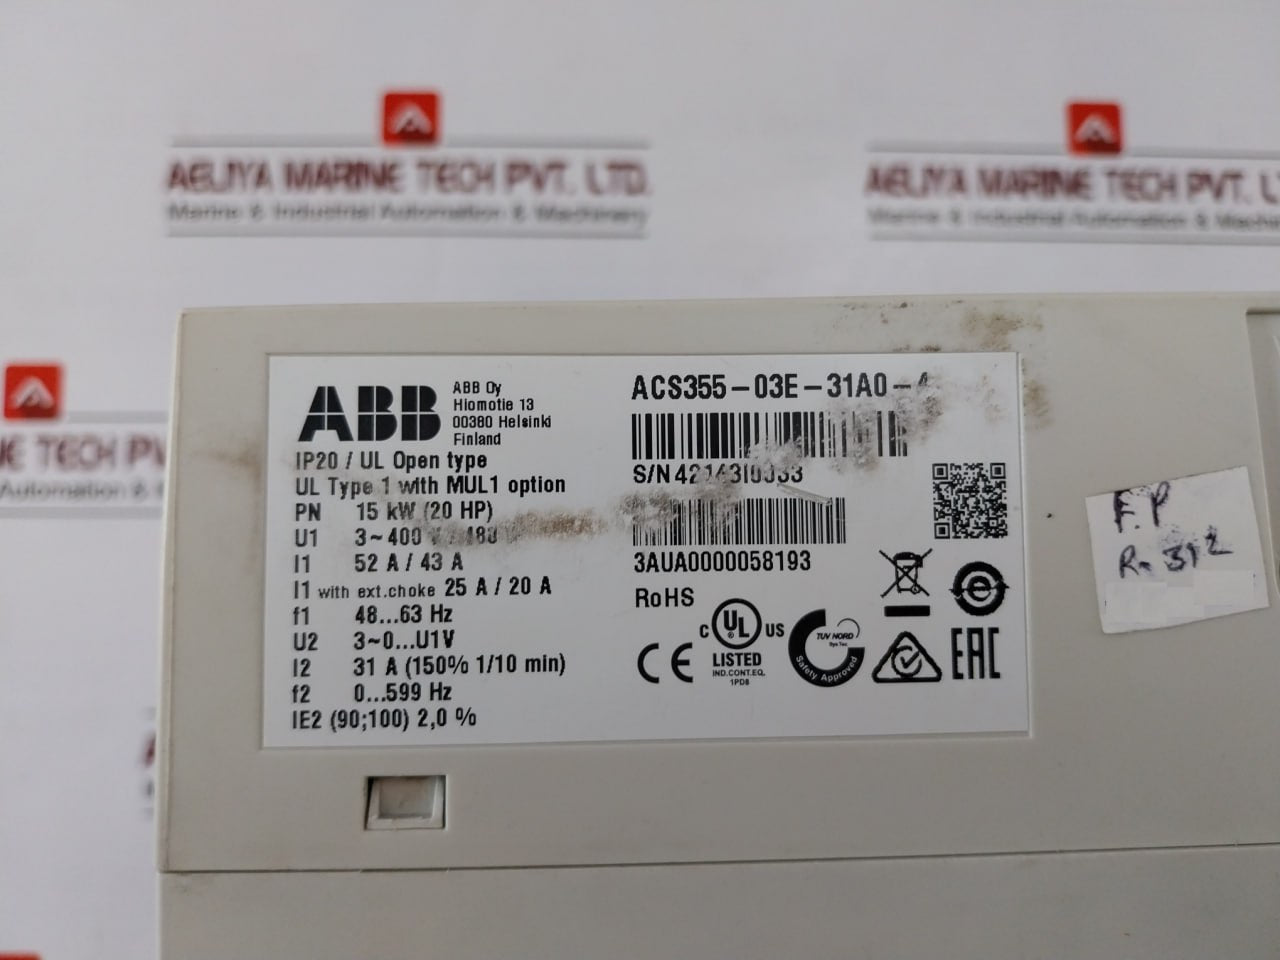 AELIYA MARINE TECH PVT. LTD.
Marine & Industrial Automation & Machinery
AELIYA MARINE TECH PVT. LT
Marine & Industrial Automation & Machinery
NE TECH PV
Automation &
ABB
ABB Oy
Hiomotie 13
00380 Helsinki
Finland
IP20 / UL Open type
UL Type 1 with MUL1 option
PN 15 kW (20 HP)
U1 3~400 V / 480 V
I1 52 A / 43 A
I1 with ext.choke 25 A / 20 A
f1 48...63 Hz
U2 3~0...U1V
I2 31 A (150% 1/10 min)
f2 0...599 Hz
IE2 (90;100) 2,0 %
ACS355-03E-31A0-4
S/N
3AUA0000058193
RoHS
CE
C UL US
LISTED
IND.CONT.EQ.
1PD8
TUV NORD
SysTec
Safety Approved
e
EAC
F.P
R- 312